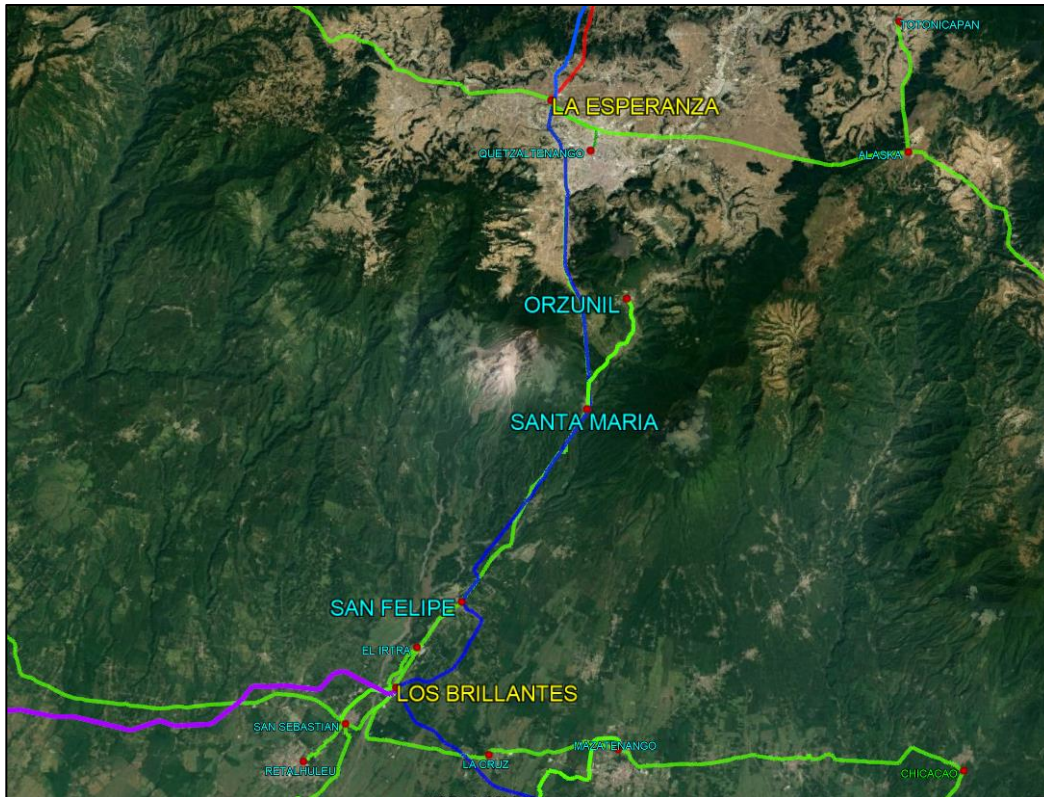 TOTONICAPAN
LA ESPERANZA
QUETZALTENANGO
ALASKA
ORZUNIL
SANTA MARIA
SAN FELIPE
EL IRTRA
LOS BRILLANTES
SAN SEBASTIAN
MAZATENANGO
LA CRUZ
RETALHULEU
CHICACAO